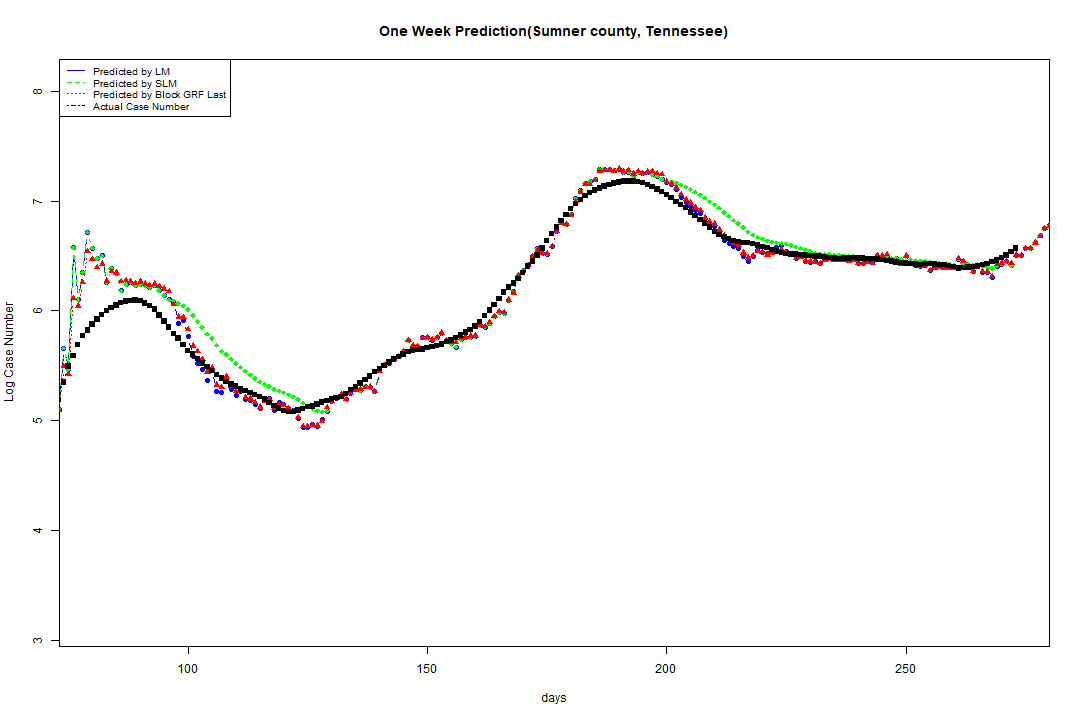 One Week Prediction(Sumner county, Tennessee)
Predicted by LM
Predicted by SLM
Predicted by Block GRF Last
Actual Case Number
8
7
6
5
4
3
Log Case Number
100 150 200 250
days